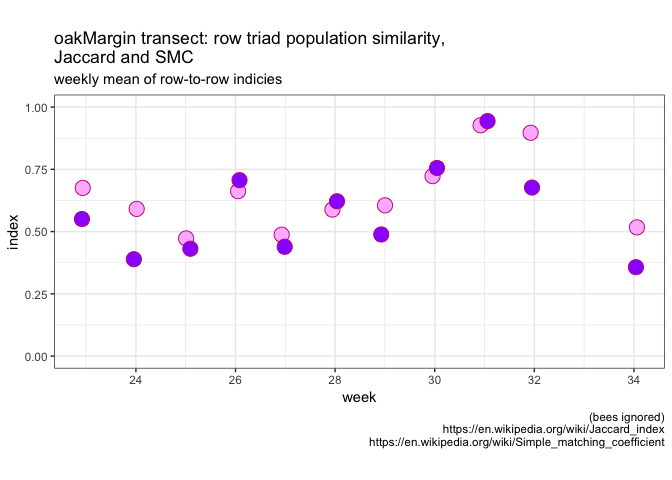 oakMargin transect: row triad population similarity,
Jaccard and SMC
weekly mean of row-to-row indicies
1.00
0.75
0.50
0.25
0.00
index
24 26 28 30 32 34
week
(bees ignored)
https://en.wikipedia.org/wiki/Jaccard_index
https://en.wikipedia.org/wiki/Simple_matching_coefficient